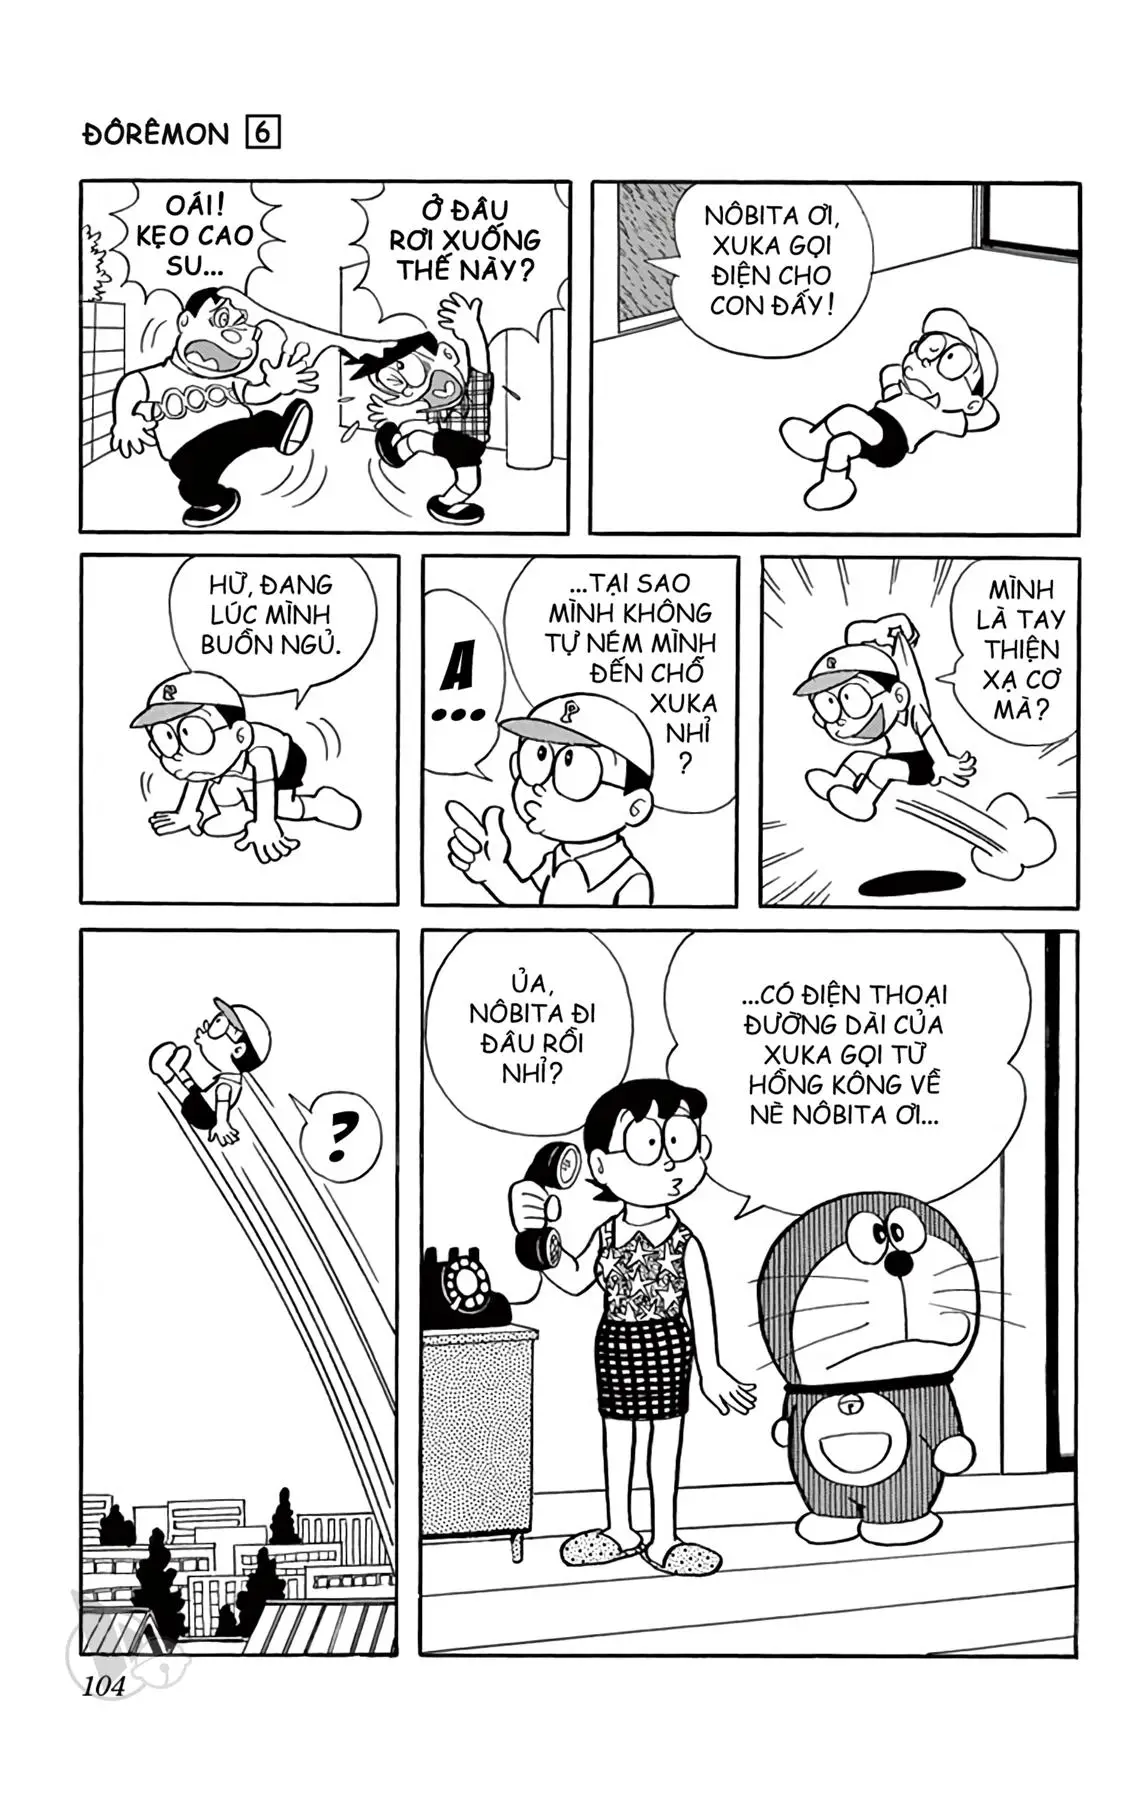 ĐÔRÊMON 6
OÁI!
KẸO CAO
SU...
Ở ĐÂU
RƠI XUỐNG
THẾ NÀY?
NÔBITA ƠI,
XUKA GỌI
ĐIỆN CHO
CON ĐẤY!
HỪ, ĐANG
LÚC MÌNH
BUỒN NGỦ.
A
...
...TẠI SAO
MÌNH KHÔNG
TỰ NÉM MÌNH
ĐẾN CHỖ
XUKA
NHỈ
?
P
P
MÌNH
LÀ TAY
THIỆN
XẠ CƠ
MÀ?
?
ỦA,
NÔBITA ĐI
ĐÂU RỒI
NHỈ?
...CÓ ĐIỆN THOẠI
ĐƯỜNG DÀI CỦA
XUKA GỌI TỪ
HỒNG KÔNG VỀ
NÈ NÔBITA ƠI...
104